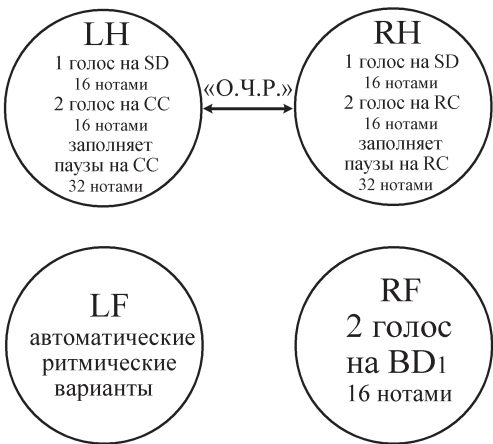 LH
1 голос на SD
16 нотами
2 голос на CC
16 нотами
заполняет
паузы на CC
32 нотами
«О.Ч.Р.»
RH
1 голос на SD
16 нотами
2 голос на RC
16 нотами
заполняет
паузы на RC
32 нотами
LF
автоматические
ритмические
варианты
RF
2 голос
на BD1
16 нотами